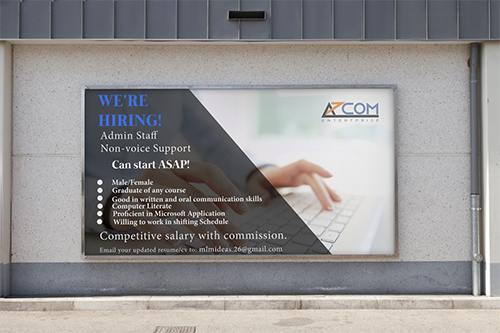 WE'RE
HIRING!
AZCOM
ENTERPRISE
Admin Staff
Non-voice Support
Can start ASAP!
Male/Female
Graduate of any course
Good in written and oral communication skills
Computer Literate
Proficient in Microsoft Application
Willing to work in shifting Schedule
Competitive salary with commission.
Email your updated resume/cv to: mlmideas.26@gmail.com